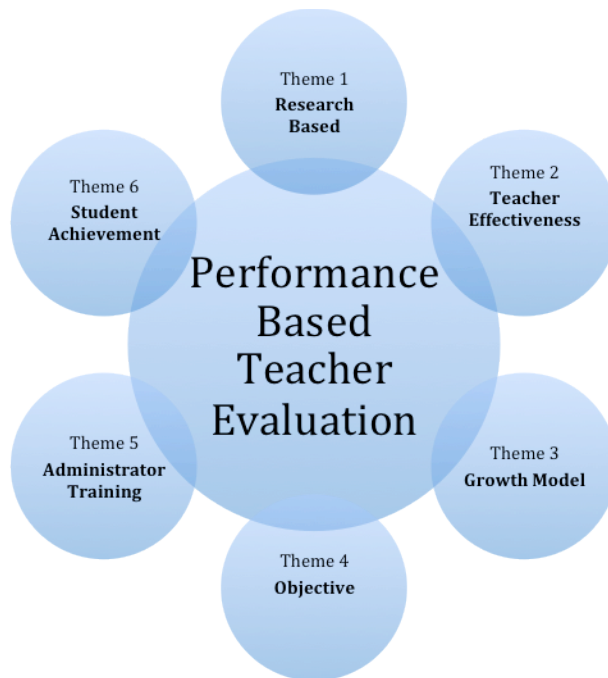 Theme 1
Research
Based
Theme 2
Teacher
Effectiveness
Theme 3
Growth Model
Theme 4
Objective
Theme 5
Administrator
Training
Theme 6
Student
Achievement
Performance
Based
Teacher
Evaluation